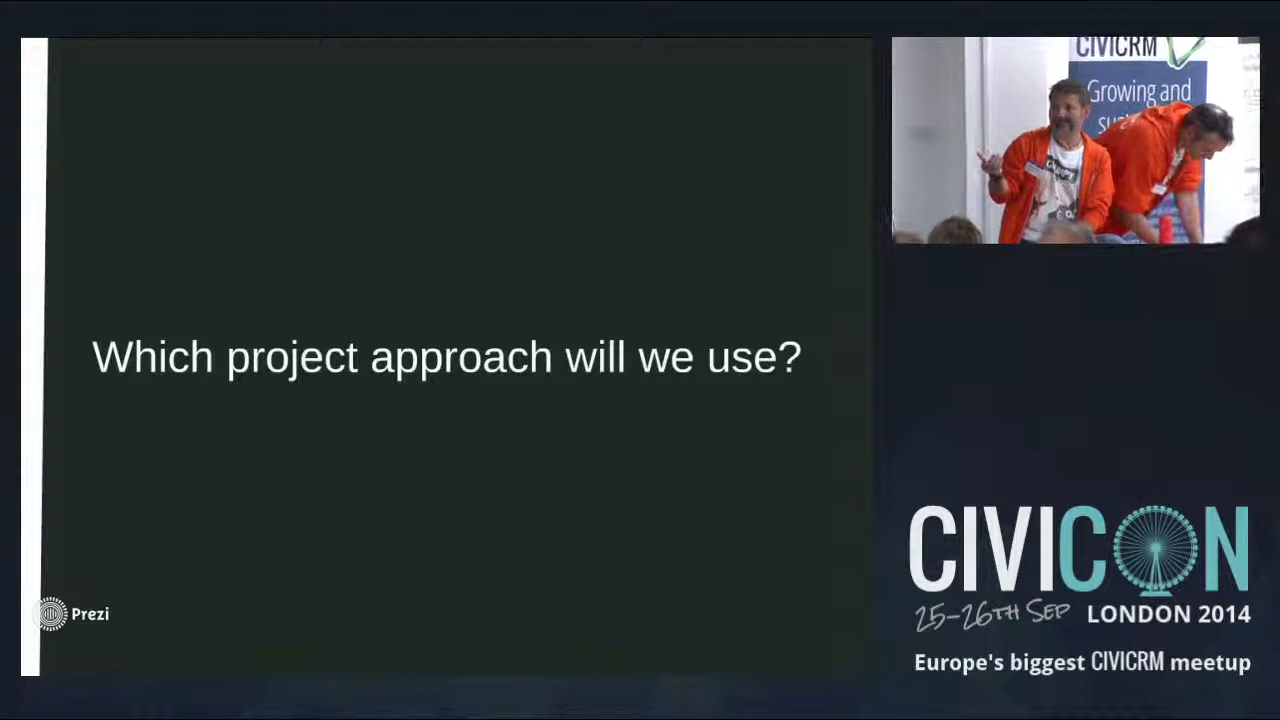 Which project approach will we use?
Prezi
CIVICRM
Growing and
CIVICON
25-26TH SEP LONDON 2014
Europe's biggest CIVICRM meetup